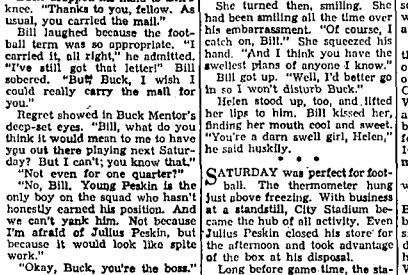 knee. "Thanks to you, fellow. As
usual, you carried the mail."
Bill laughed because the foot-
ball term was so appropriate. "I
carried it, all right," he admitted.
"I've still got that letter!" Bill
sobered. "But, Buck, I wish I
could really carry the mail for
you."
Regret showed in Buck Mentor's
deep-set eyes. "Bill, what do you
think it would mean to me to have
you out there playing next Satur-
day? But I can't; you know that."
"Not even for one quarter?"
"No, Bill. Young Peskin is the
only boy on the squad who hasn't
honestly earned his position. And
we can't yank him. Not because
I'm afraid of Julius Peskin, but
because it would look like spite
work."
"Okay, Buck, you're the boss."
She turned then, smiling. She
had been smiling all the time over
his embarrassment. "Of course, I
catch on, Bill." She squeezed his
hand. "And I think you have the
swellest plans of anyone I know."
Bill got up. "Well, I'd better go
in so I won't disturb Buck."
Helen stood up, too, and lifted
her lips to him. Bill kissed her,
finding her mouth cool and sweet.
"You're a darn swell girl, Helen,"
he said huskily.
* * *
SATURDAY was perfect for foot-
ball. The thermometer hung
just above freezing. With business
at a standstill, City Stadium be-
came the hub of all activity. Even
Julius Peskin closed his store for
the afternoon and took advantage
of the box at his disposal.
Long before game time, the sta-